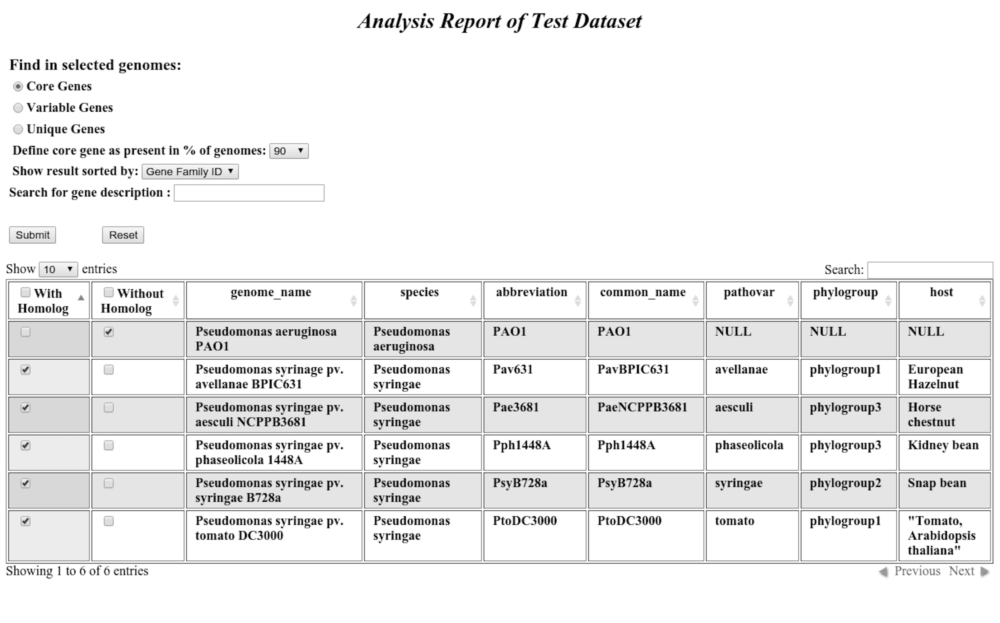 Analysis Report of Test Dataset
Find in selected genomes:
Core Genes
Variable Genes
Unique Genes
Define core gene as present in % of genomes: 90
Show result sorted by: Gene Family ID
Search for gene description :
Submit Reset
Show 10 entries Search:
With Homolog Without Homolog genome_name species abbreviation common_name pathovar phylogroup host
Pseudomonas aeruginosa PAO1 Pseudomonas aeruginosa PAO1 PAO1 NULL NULL NULL
Pseudomonas syrinage pv. avellanae BPIC631 Pseudomonas syringae Pav631 PavBPIC631 avellanae phylogroup1 European Hazelnut
Pseudomonas syringae pv. aesculi NCPPB3681 Pseudomonas syringae Pae3681 PaeNCPPB3681 aesculi phylogroup3 Horse chestnut
Pseudomonas syringae pv. phaseolicola 1448A Pseudomonas syringae Pph1448A Pph1448A phaseolicola phylogroup3 Kidney bean
Pseudomonas syringae pv. syringae B728a Pseudomonas syringae PsyB728a PsyB728a syringae phylogroup2 Snap bean
Pseudomonas syringae pv. tomato DC3000 Pseudomonas syringae PtoDC3000 PtoDC3000 tomato phylogroup1 "Tomato, Arabidopsis thaliana"
Showing 1 to 6 of 6 entries Previous Next